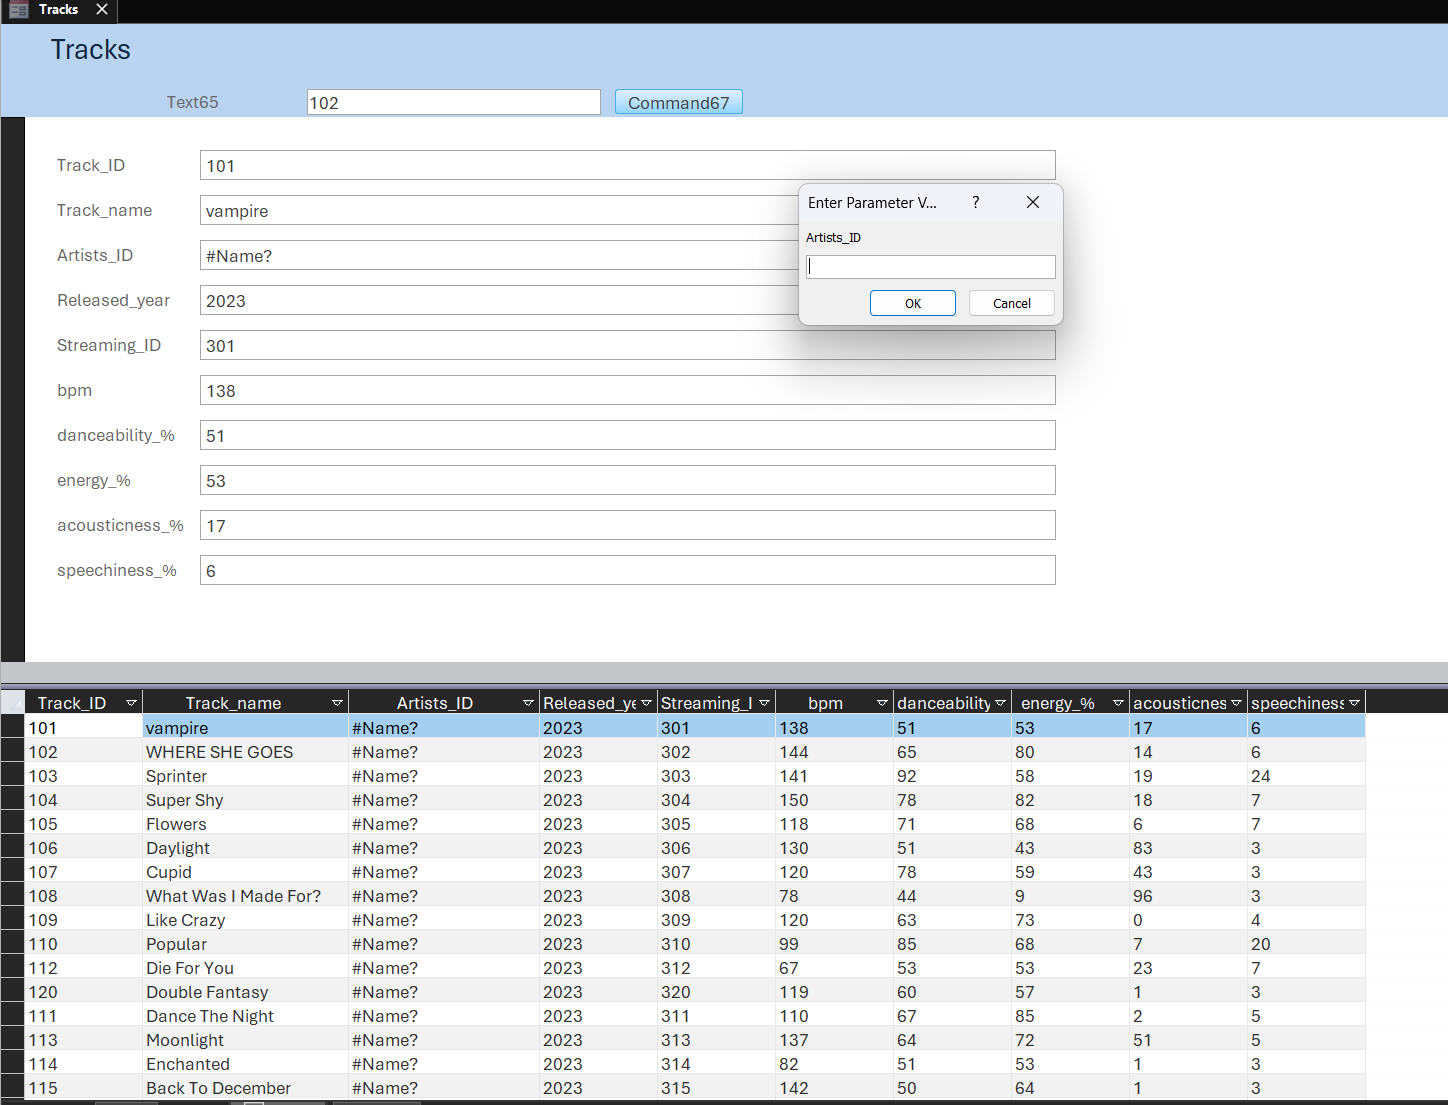 Tracks
Tracks
Text65 102 Command67
Track_ID 101
Track_name vampire
Artists_ID #Name?
Released_year 2023
Streaming_ID 301
bpm 138
danceability_% 51
energy_% 53
acousticness_% 17
speechiness_% 6
Enter Parameter V... ?
Artists_ID
OK Cancel
Track_ID Track_name Artists_ID Released_ye Streaming_I bpm danceability energy_% acousticnes speechiness
101 vampire #Name? 2023 301 138 51 53 17 6
102 WHERE SHE GOES #Name? 2023 302 144 65 80 14 6
103 Sprinter #Name? 2023 303 141 92 58 19 24
104 Super Shy #Name? 2023 304 150 78 82 18 7
105 Flowers #Name? 2023 305 118 71 68 6 7
106 Daylight #Name? 2023 306 130 51 43 83 3
107 Cupid #Name? 2023 307 120 78 59 43 3
108 What Was I Made For? #Name? 2023 308 78 44 9 96 3
109 Like Crazy #Name? 2023 309 120 63 73 0 4
110 Popular #Name? 2023 310 99 85 68 7 20
112 Die For You #Name? 2023 312 67 53 53 23 7
120 Double Fantasy #Name? 2023 320 119 60 57 1 3
111 Dance The Night #Name? 2023 311 110 67 85 2 5
113 Moonlight #Name? 2023 313 137 64 72 51 5
114 Enchanted #Name? 2023 314 82 51 53 1 3
115 Back To December #Name? 2023 315 142 50 64 1 3